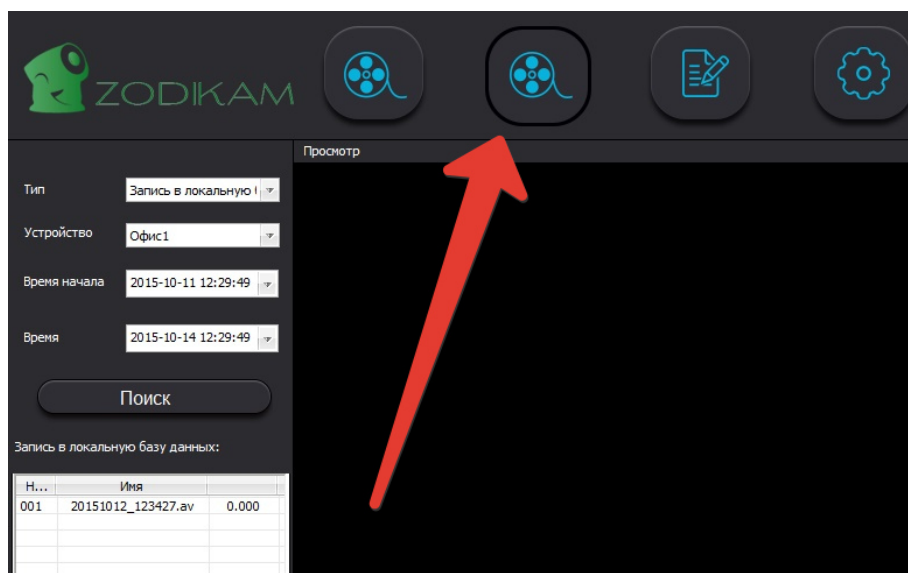 ZODIKAM
Просмотр
Тип
Запись в локальную
Устройство
Офис1
Время начала
2015-10-11 12:29:49
Время
2015-10-14 12:29:49
Поиск
Запись в локальную базу данных:
Н... Имя
001 20151012_123427.av 0.000